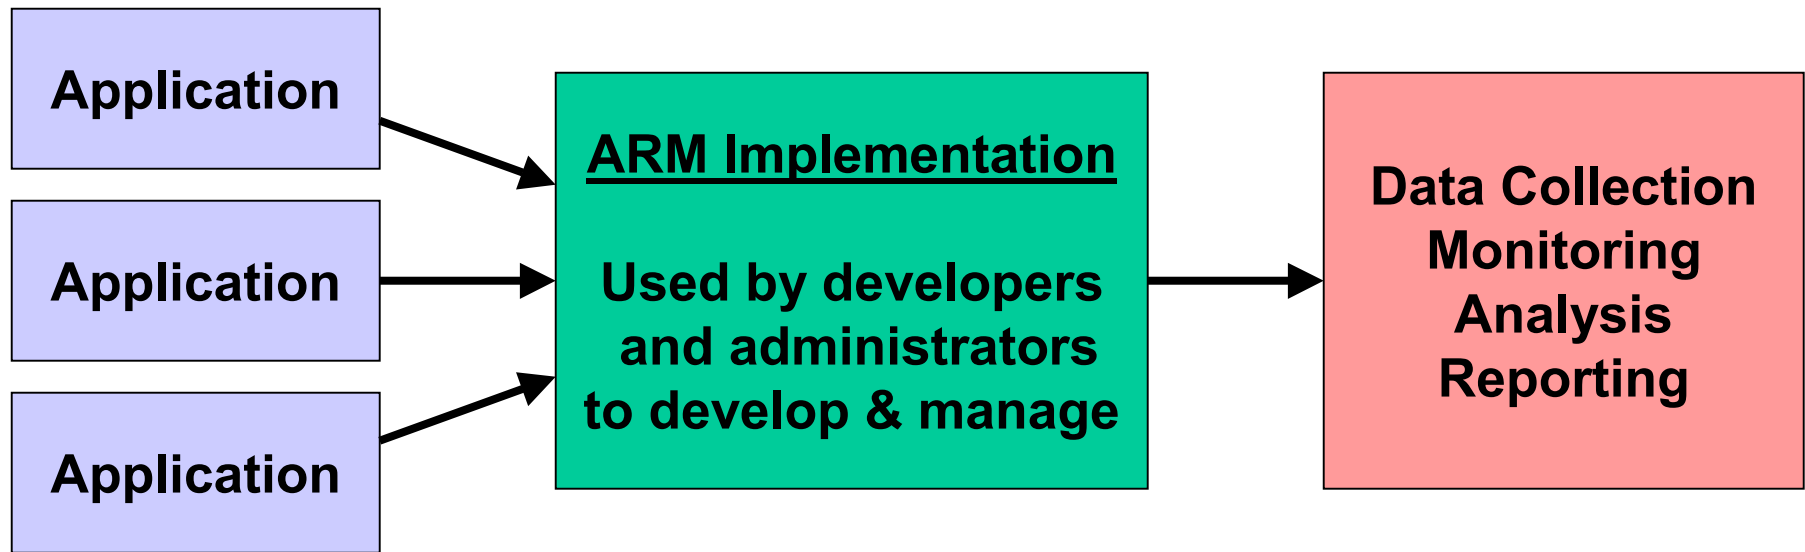 Application
Application
Application
ARM Implementation
Used by developers
and administrators
to develop & manage
Data Collection
Monitoring
Analysis
Reporting